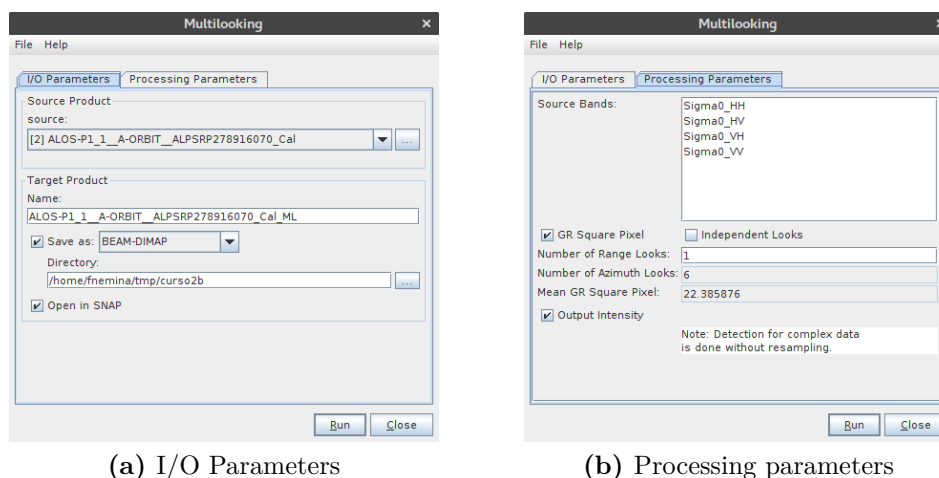 Multilooking ×
File Help
I/O Parameters Processing Parameters
Source Product
source:
[2] ALOS-P1_1__A-ORBIT__ALPSRP278916070_Cal ...
Target Product
Name:
ALOS-P1_1__A-ORBIT__ALPSRP278916070_Cal_ML
Save as: BEAM-DIMAP
Directory:
/home/fnemina/tmp/curso2b ...
Open in SNAP
Run Close
(a) I/O Parameters
Multilooking
File Help
I/O Parameters Processing Parameters
Source Bands: Sigma0_HH
Sigma0_HV
Sigma0_VH
Sigma0_VV
GR Square Pixel Independent Looks
Number of Range Looks: 1
Number of Azimuth Looks: 6
Mean GR Square Pixel: 22.385876
Output Intensity
Note: Detection for complex data
is done without resampling.
Run Close
(b) Processing parameters